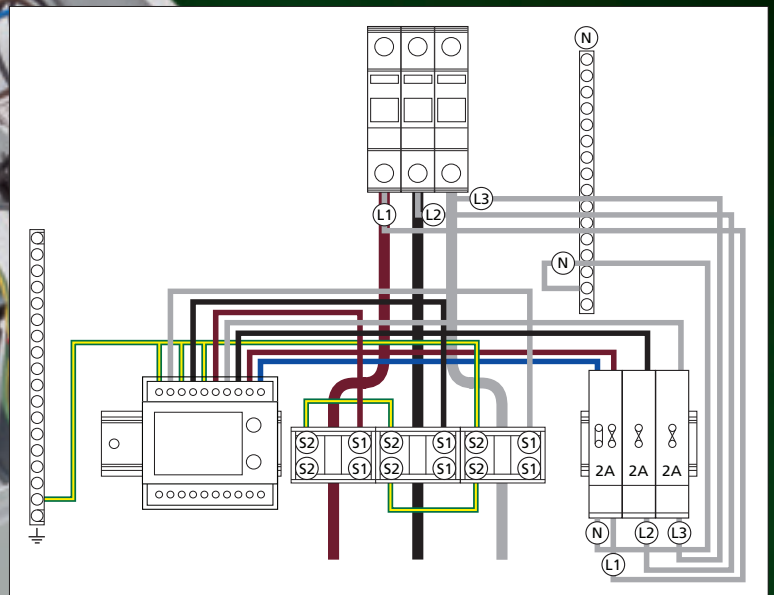 N
L3
L1 L2
N
S2 S1 S2 S1 S2 S1
S2 S1 S2 S1 S2 S1
2A 2A 2A
N L2 L3
L1